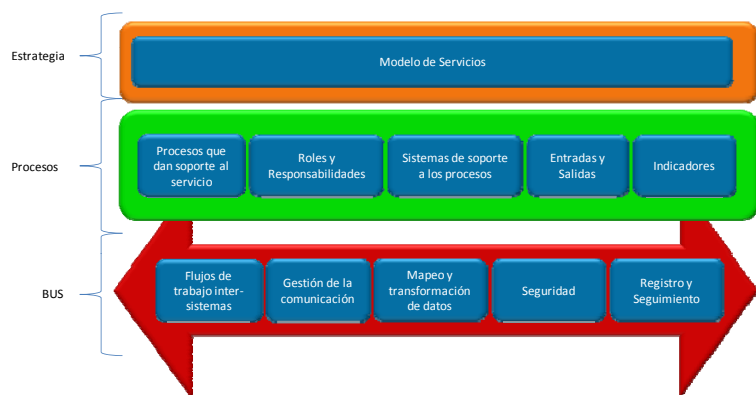 Estrategia
Modelo de Servicios
Procesos
Procesos que
dan soporte al
servicio
Roles y
Responsabilidades
Sistemas de soporte
a los procesos
Entradas y
Salidas
Indicadores
BUS
Flujos de
trabajo inter-
sistemas
Gestión de la
comunicación
Mapeo y
transformación
de datos
Seguridad
Registro y
Seguimiento